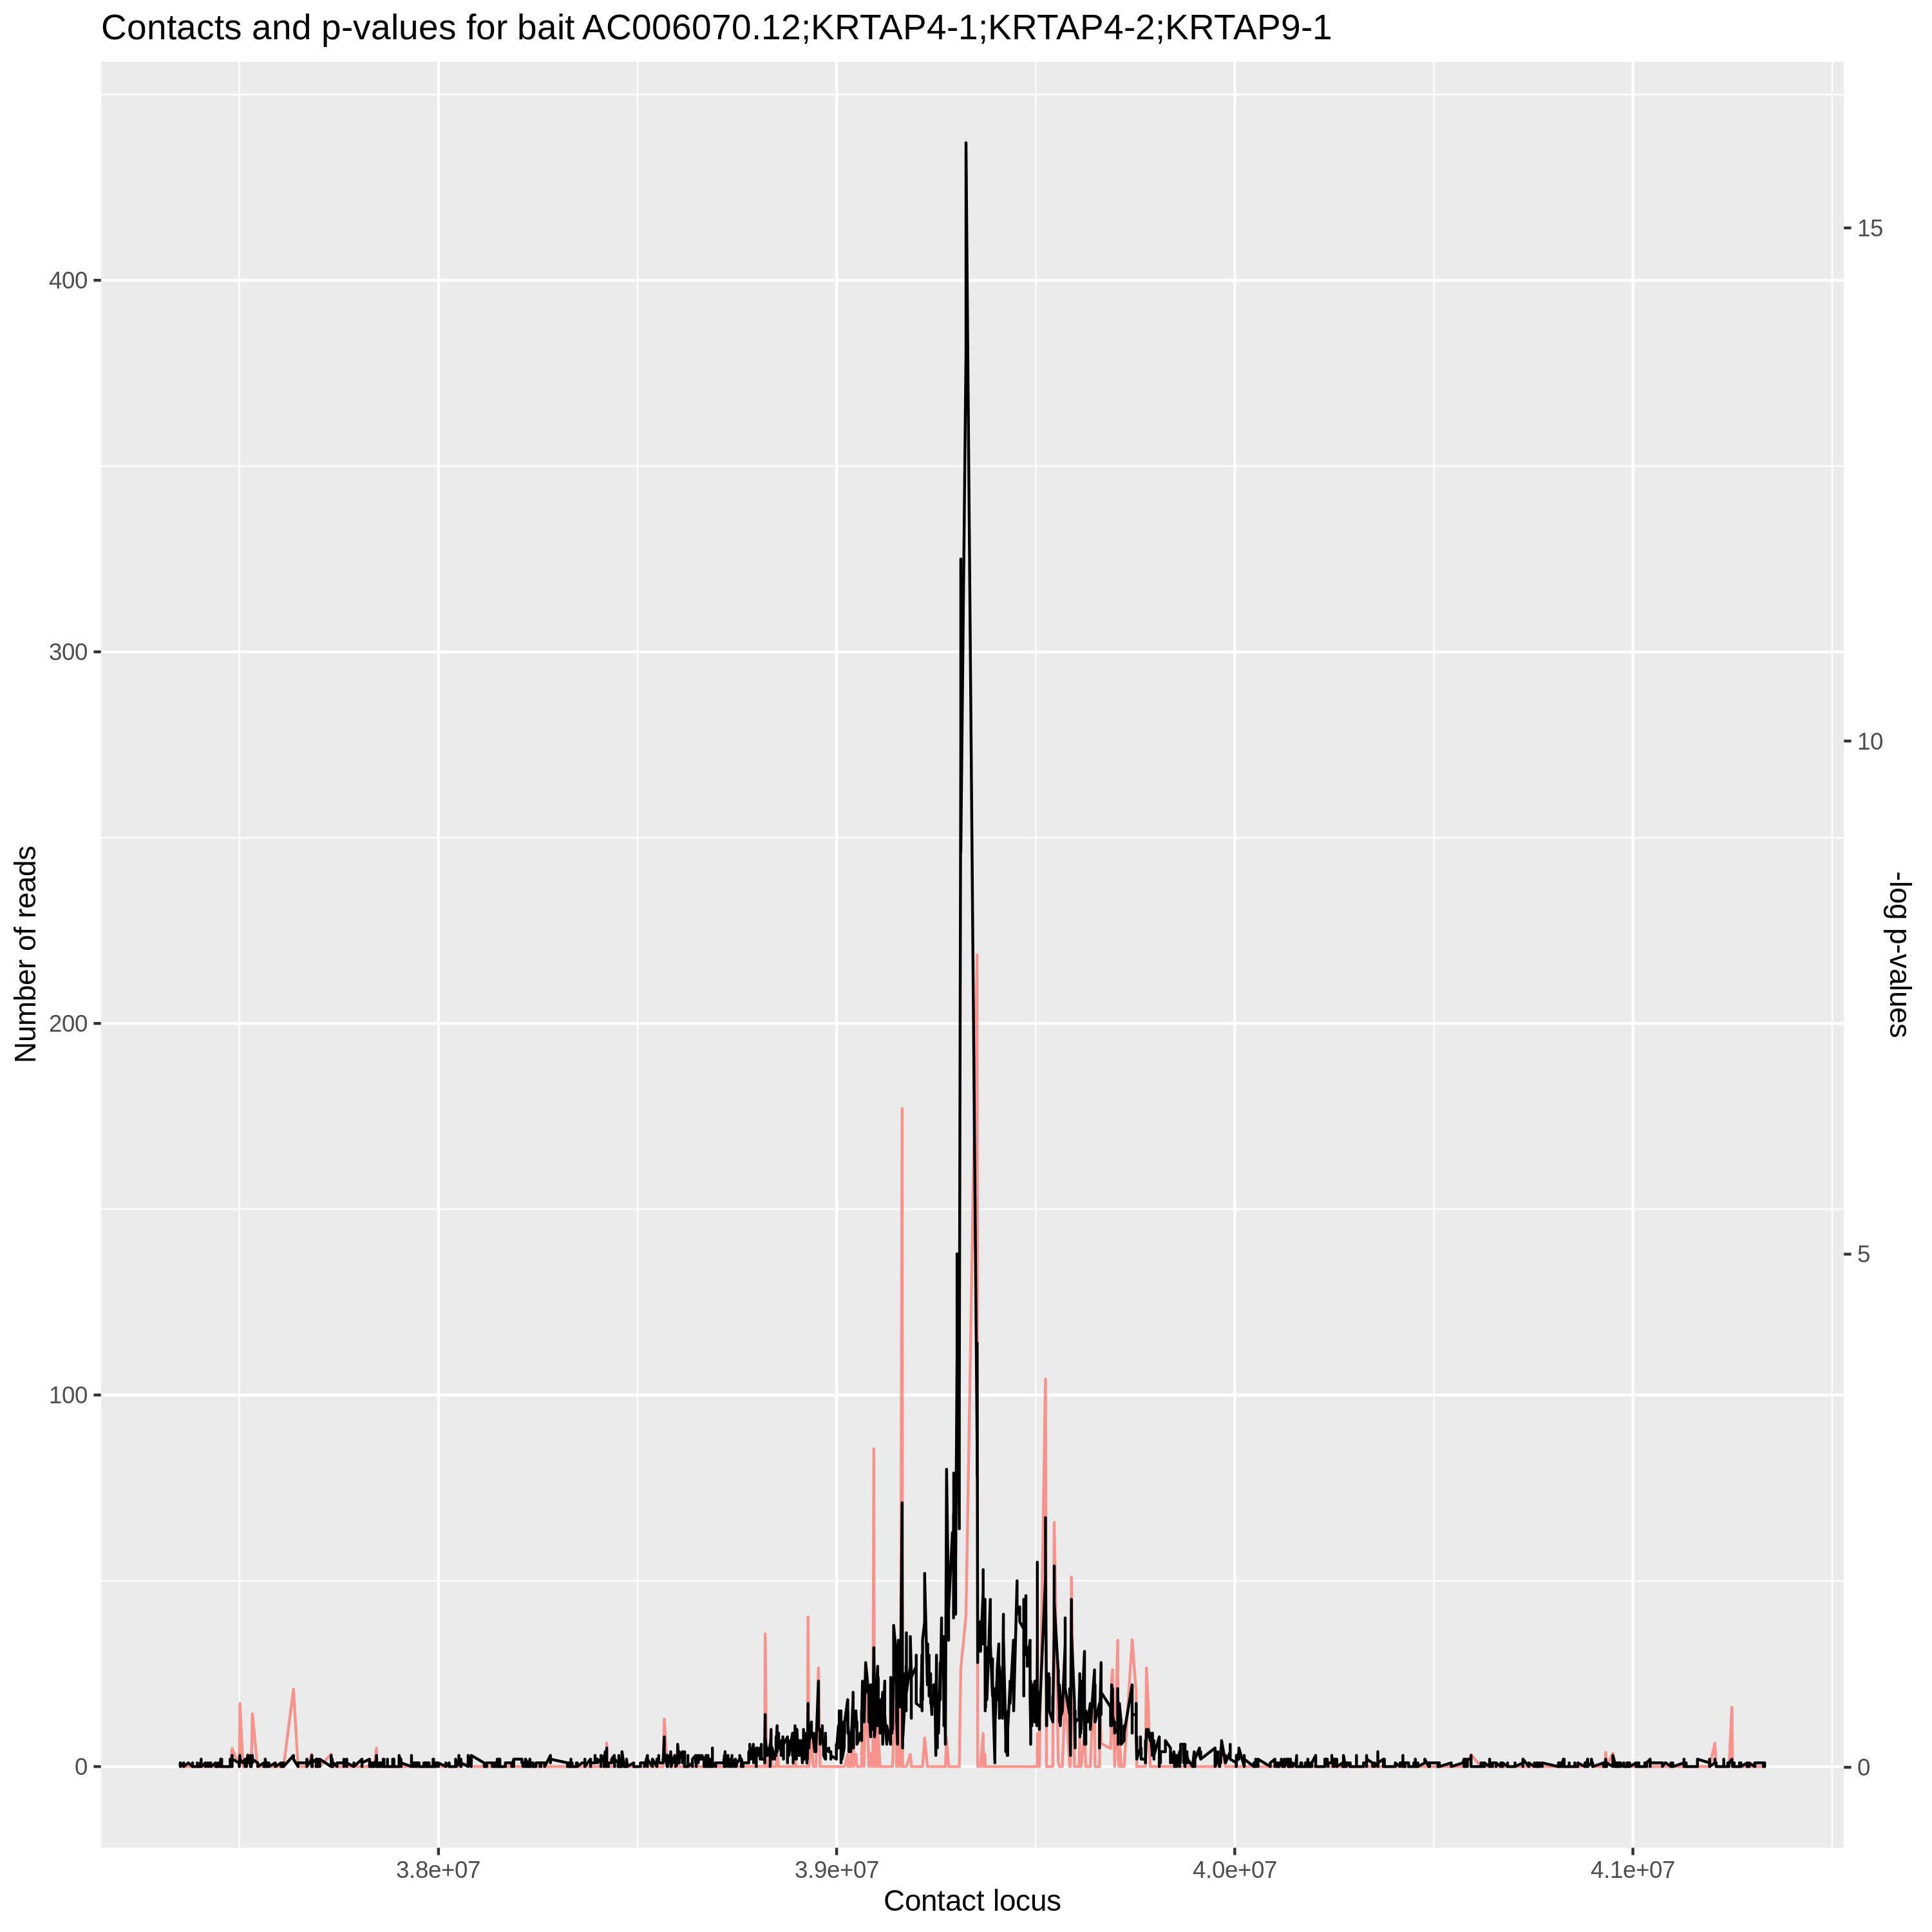 Contacts and p-values for bait AC006070.12;KRTAP4-1;KRTAP4-2;KRTAP9-1
400
300
200
100
0
Number of reads
15
10
5
0
-log p-values
3.8e+07
3.9e+07
4.0e+07
4.1e+07
Contact locus